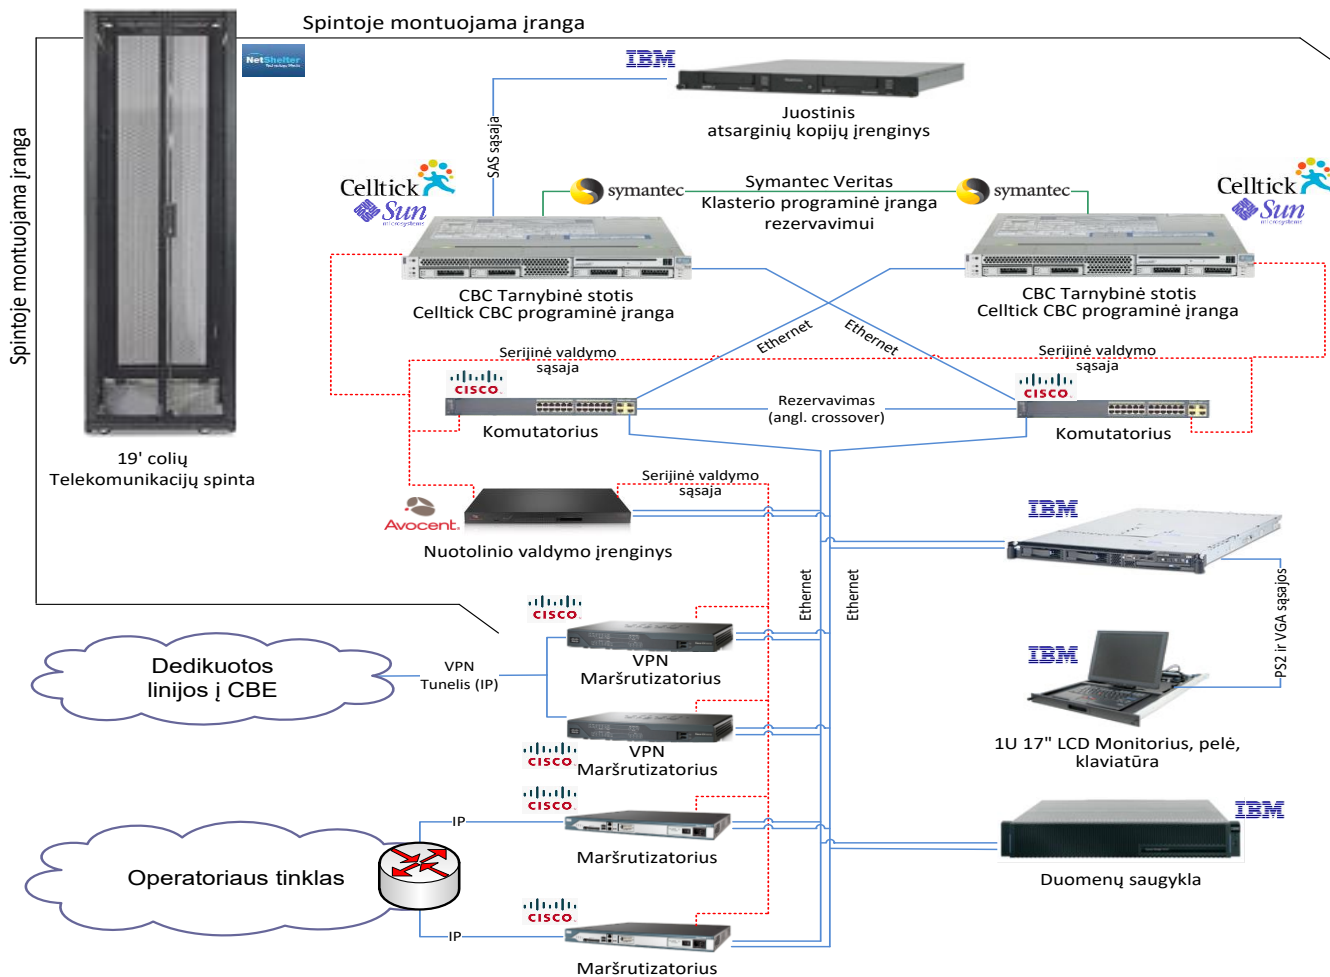 Spintoje montuojama įranga
NetShelter
Spintoje montuojama įranga
19' colių
Telekomunikacijų spinta
IBM
Juostinis
atsarginių kopijų įrenginys
SAS sąsaja
Celltick
Sun
microsystems
symantec
Symantec Veritas
Klasterio programinė įranga
rezervavimui
symantec
Celltick
Sun
microsystems
CBC Tarnybinė stotis
Celltick CBC programinė įranga
CBC Tarnybinė stotis
Celltick CBC programinė įranga
Ethernet
Ethernet
Serijinė valdymo
sąsaja
Serijinė valdymo
sąsaja
CISCO
CISCO
Komutatorius
Rezervavimas
(angl. crossover)
Komutatorius
Serijinė valdymo
sąsaja
Avocent
Nuotolinio valdymo įrenginys
IBM
Ethernet
Ethernet
PS2 ir VGA sąsajos
CISCO
VPN
Maršrutizatorius
Dedikuotos
linijos į CBE
VPN
Tunelis (IP)
IBM
1U 17" LCD Monitorius, pelė,
klaviatūra
CISCO
VPN
Maršrutizatorius
CISCO
IP
Maršrutizatorius
Operatoriaus tinklas
IBM
Duomenų saugykla
CISCO
IP
Maršrutizatorius